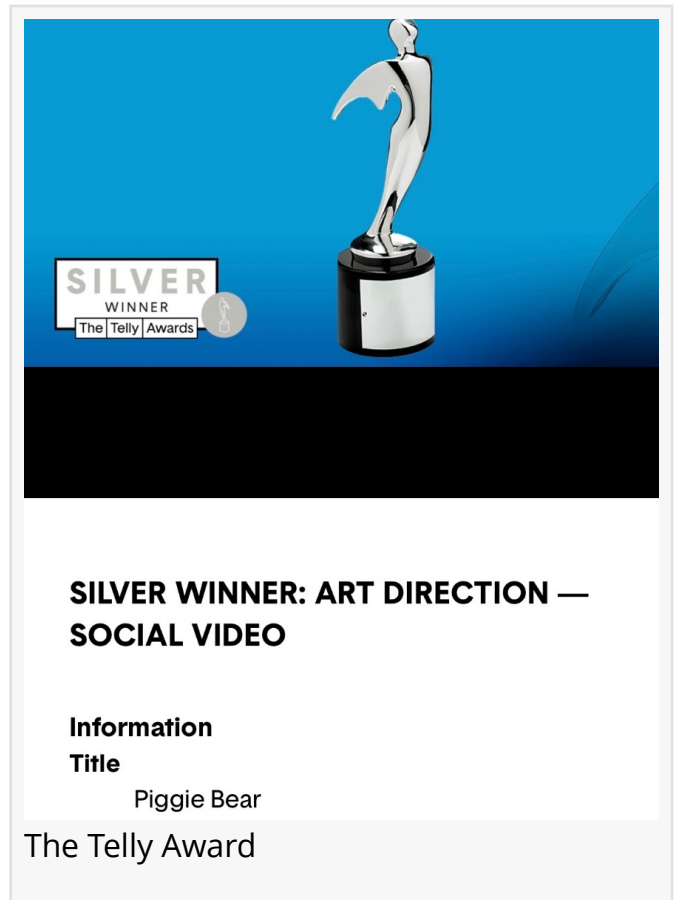 SILVER
WINNER
The Telly Awards
SILVER WINNER: ART DIRECTION —
SOCIAL VIDEO
Information
Title
Piggie Bear
The Telly Award